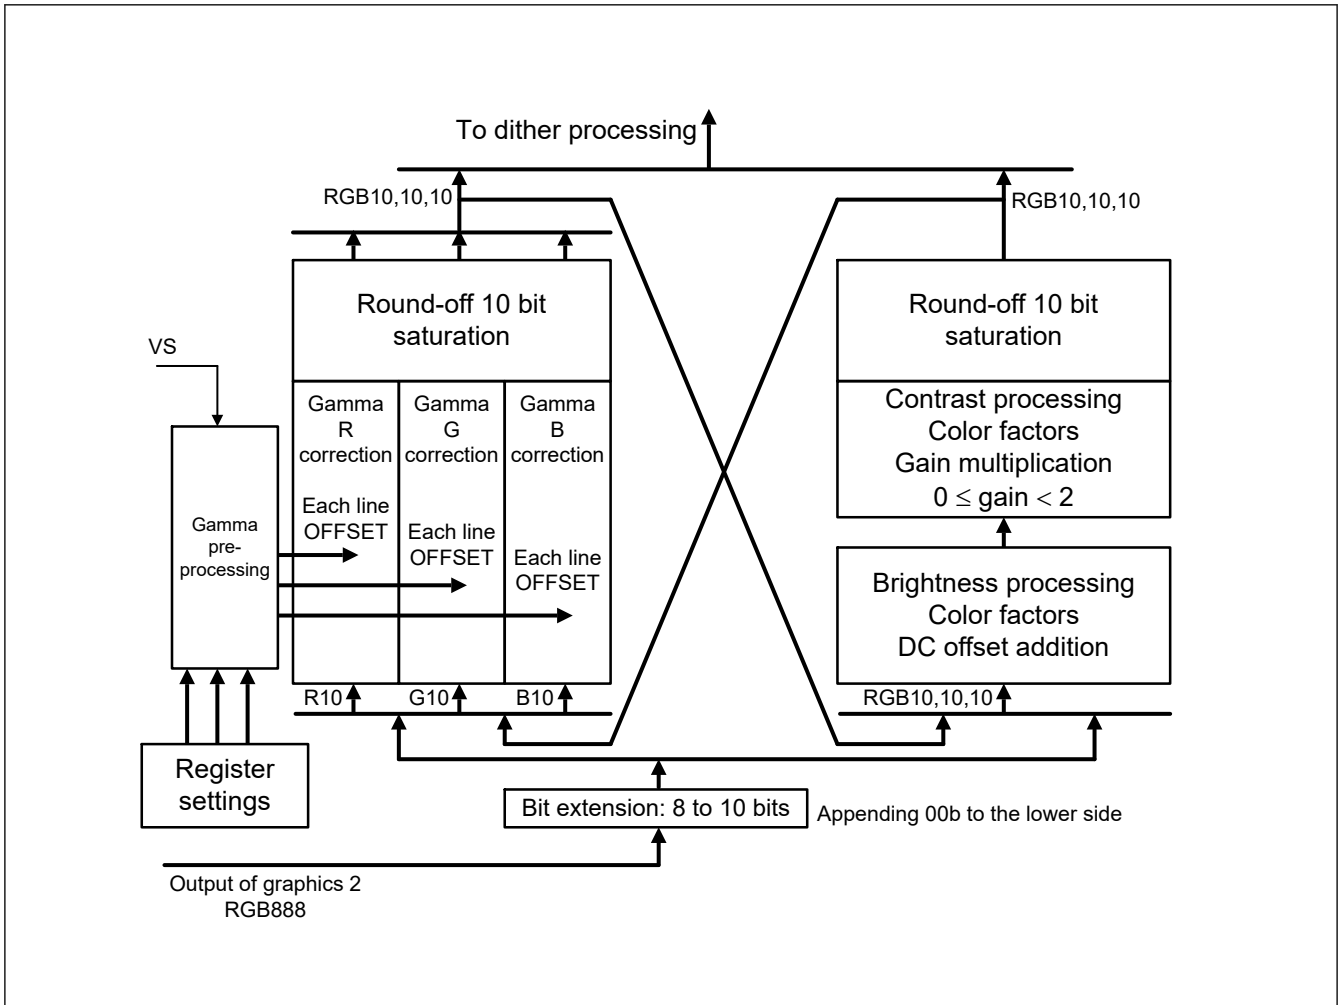 To dither processing
RGB10,10,10
RGB10,10,10
Round-off 10 bit
saturation
Round-off 10 bit
saturation
VS
Gamma
R
correction
Gamma
G
correction
Gamma
B
correction
Contrast processing
Color factors
Gain multiplication
0 ≤ gain < 2
Each line
OFFSET
Each line
OFFSET
Each line
OFFSET
Gamma
pre-
processing
Brightness processing
Color factors
DC offset addition
R10
G10
B10
RGB10,10,10
Register
settings
Bit extension: 8 to 10 bits
Appending 00b to the lower side
Output of graphics 2
RGB888